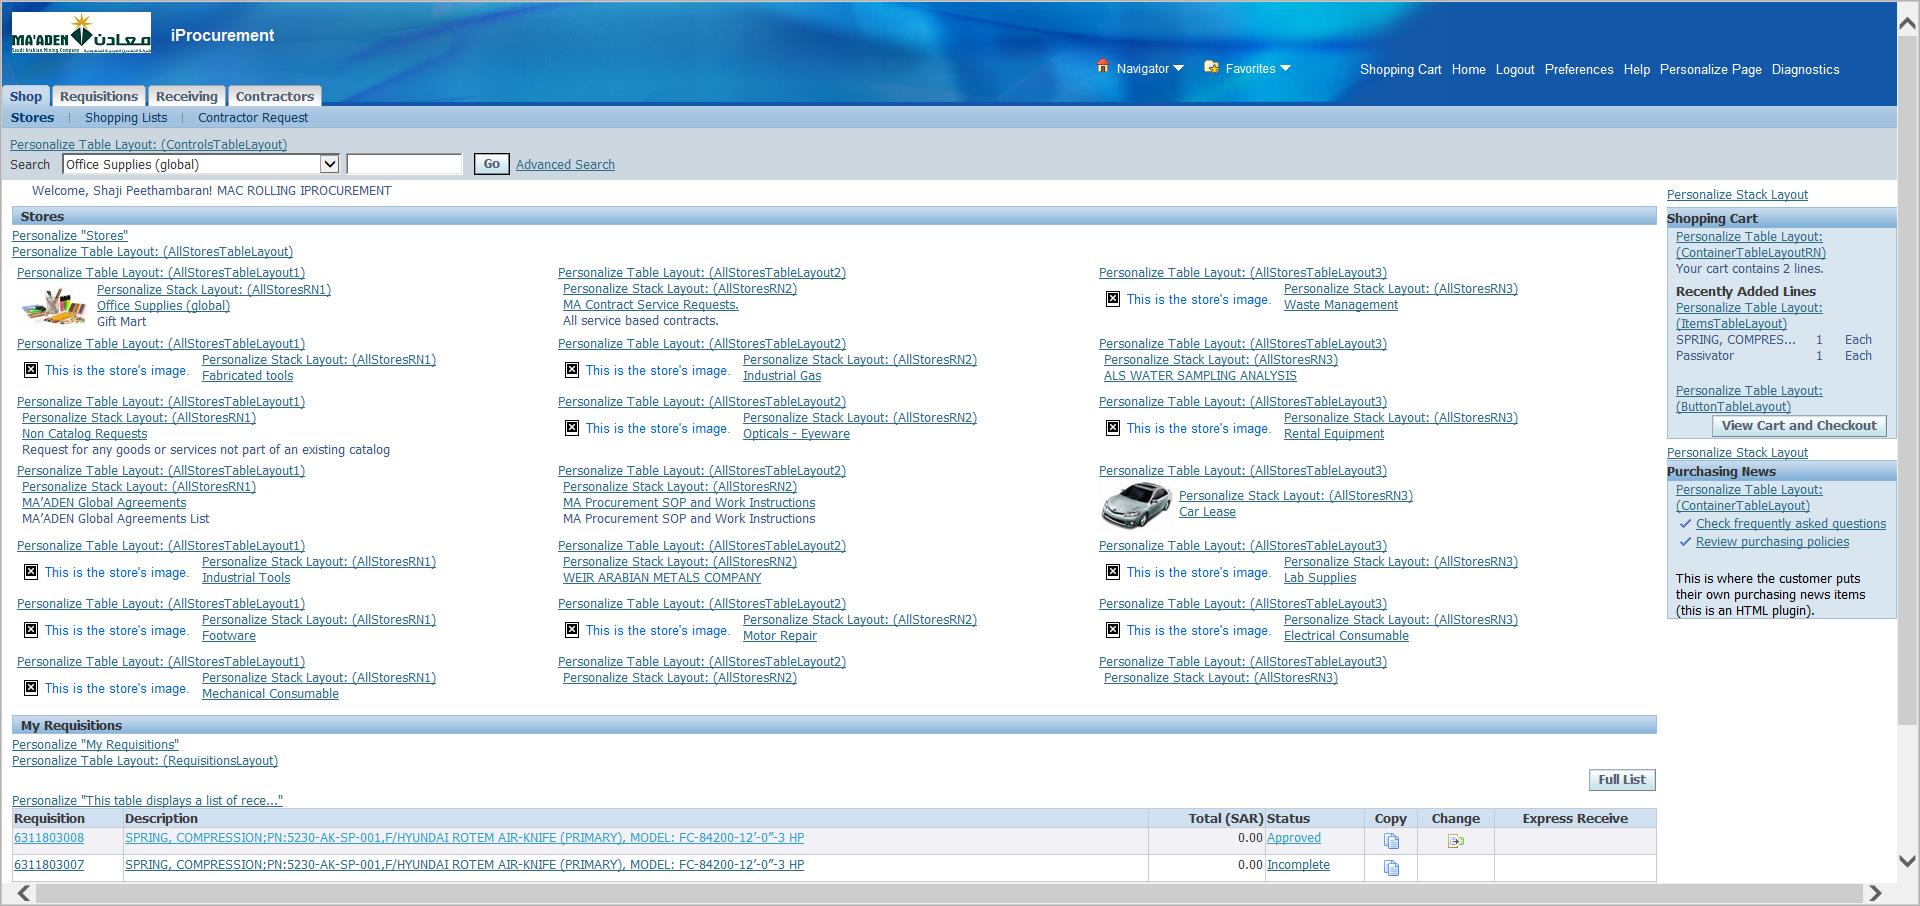 MA'ADEN معادن
Saudi Arabian Mining Company
iProcurement
Navigator Favorites Shopping Cart Home Logout Preferences Help Personalize Page Diagnostics
Shop Requisitions Receiving Contractors
Stores | Shopping Lists | Contractor Request
Personalize Table Layout: (ControlsTableLayout)
Search Office Supplies (global) Go Advanced Search
Welcome, Shaji Peethambaran! MAC ROLLING IPROCUREMENT
Stores
Personalize "Stores"
Personalize Table Layout: (AllStoresTableLayout)
Personalize Table Layout: (AllStoresTableLayout1)
Personalize Stack Layout: (AllStoresRN1)
Office Supplies (global)
Gift Mart
Personalize Table Layout: (AllStoresTableLayout2)
Personalize Stack Layout: (AllStoresRN2)
MA Contract Service Requests.
All service based contracts.
Personalize Table Layout: (AllStoresTableLayout3)
This is the store's image.
Personalize Stack Layout: (AllStoresRN3)
Waste Management
Personalize Table Layout: (AllStoresTableLayout1)
This is the store's image.
Personalize Stack Layout: (AllStoresRN1)
Fabricated tools
Personalize Table Layout: (AllStoresTableLayout2)
This is the store's image.
Personalize Stack Layout: (AllStoresRN2)
Industrial Gas
Personalize Table Layout: (AllStoresTableLayout3)
Personalize Stack Layout: (AllStoresRN3)
ALS WATER SAMPLING ANALYSIS
Personalize Table Layout: (AllStoresTableLayout1)
Personalize Stack Layout: (AllStoresRN1)
Non Catalog Requests
Request for any goods or services not part of an existing catalog
Personalize Table Layout: (AllStoresTableLayout2)
This is the store's image.
Personalize Stack Layout: (AllStoresRN2)
Opticals - Eyeware
Personalize Table Layout: (AllStoresTableLayout3)
This is the store's image.
Personalize Stack Layout: (AllStoresRN3)
Rental Equipment
Personalize Table Layout: (AllStoresTableLayout1)
Personalize Stack Layout: (AllStoresRN1)
MA'ADEN Global Agreements
MA'ADEN Global Agreements List
Personalize Table Layout: (AllStoresTableLayout2)
Personalize Stack Layout: (AllStoresRN2)
MA Procurement SOP and Work Instructions
MA Procurement SOP and Work Instructions
Personalize Table Layout: (AllStoresTableLayout3)
Personalize Stack Layout: (AllStoresRN3)
Car Lease
Personalize Table Layout: (AllStoresTableLayout1)
This is the store's image.
Personalize Stack Layout: (AllStoresRN1)
Industrial Tools
Personalize Table Layout: (AllStoresTableLayout2)
Personalize Stack Layout: (AllStoresRN2)
WEIR ARABIAN METALS COMPANY
Personalize Table Layout: (AllStoresTableLayout3)
This is the store's image.
Personalize Stack Layout: (AllStoresRN3)
Lab Supplies
Personalize Table Layout: (AllStoresTableLayout1)
This is the store's image.
Personalize Stack Layout: (AllStoresRN1)
Footware
Personalize Table Layout: (AllStoresTableLayout2)
This is the store's image.
Personalize Stack Layout: (AllStoresRN2)
Motor Repair
Personalize Table Layout: (AllStoresTableLayout3)
This is the store's image.
Personalize Stack Layout: (AllStoresRN3)
Electrical Consumable
Personalize Table Layout: (AllStoresTableLayout1)
This is the store's image.
Personalize Stack Layout: (AllStoresRN1)
Mechanical Consumable
Personalize Table Layout: (AllStoresTableLayout2)
Personalize Stack Layout: (AllStoresRN2)
Personalize Table Layout: (AllStoresTableLayout3)
Personalize Stack Layout: (AllStoresRN3)
My Requisitions
Personalize "My Requisitions"
Personalize Table Layout: (RequisitionsLayout)
Full List
Personalize "This table displays a list of rece..."
Requisition Description Total (SAR) Status Copy Change Express Receive
6311803008 SPRING, COMPRESSION;PN:5230-AK-SP-001,F/HYUNDAI ROTEM AIR-KNIFE (PRIMARY), MODEL: FC-84200-12'-0"-3 HP 0.00 Approved
6311803007 SPRING, COMPRESSION;PN:5230-AK-SP-001,F/HYUNDAI ROTEM AIR-KNIFE (PRIMARY), MODEL: FC-84200-12'-0"-3 HP 0.00 Incomplete
Personalize Stack Layout
Shopping Cart
Personalize Table Layout:
(ContainerTableLayoutRN)
Your cart contains 2 lines.
Recently Added Lines
Personalize Table Layout:
(ItemsTableLayout)
SPRING, COMPRES... 1 Each
Passivator 1 Each
Personalize Table Layout:
(ButtonTableLayout)
View Cart and Checkout
Personalize Stack Layout
Purchasing News
Personalize Table Layout:
(ContainerTableLayout)
Check frequently asked questions
Review purchasing policies
This is where the customer puts
their own purchasing news items
(this is an HTML plugin).